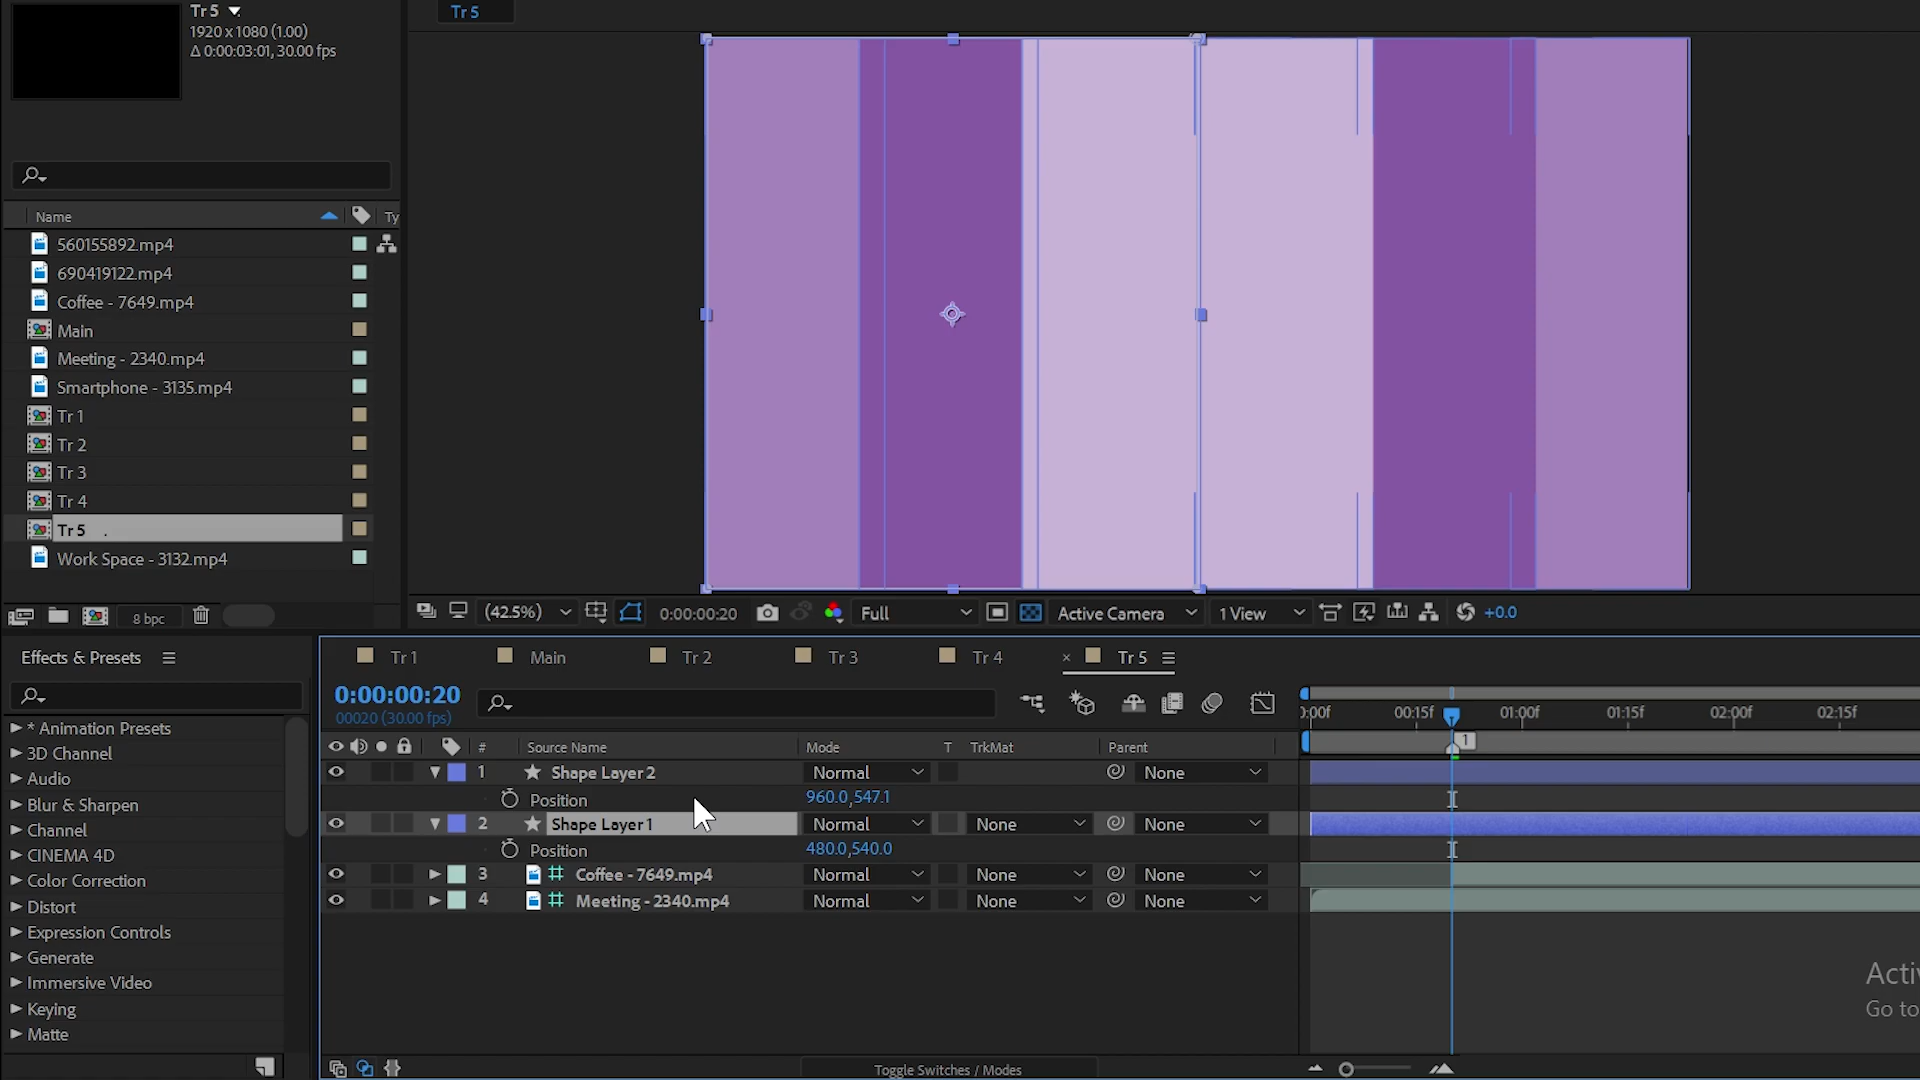 Tr 5
1920 x 1080 (1.00)
Δ 0:00:03:01, 30.00 fps
Tr 5
Name
Ty
560155892.mp4
690419122.mp4
Coffee - 7649.mp4
Main
Meeting - 2340.mp4
Smartphone - 3135.mp4
Tr 1
Tr 2
Tr 3
Tr 4
Tr 5 .
Work Space - 3132.mp4
8 bpc
(42.5%)
0:00:00:20
Full
Active Camera
1 View
+0.0
Effects & Presets
* Animation Presets
3D Channel
Audio
Blur & Sharpen
Channel
CINEMA 4D
Color Correction
Distort
Expression Controls
Generate
Immersive Video
Keying
Matte
Tr 1
Main
Tr 2
Tr 3
Tr 4
× Tr 5
0:00:00:20
00020 (30.00 fps)
# Source Name Mode T TrkMat Parent
1 Shape Layer 2 Normal None
Position 960.0,547.1
2 Shape Layer 1 Normal None None
Position 480.0,540.0
3 Coffee - 7649.mp4 Normal None None
4 Meeting - 2340.mp4 Normal None None
Toggle Switches / Modes
):00f 00:15f 01:00f 01:15f 02:00f 02:15f
1
Acti
Go to